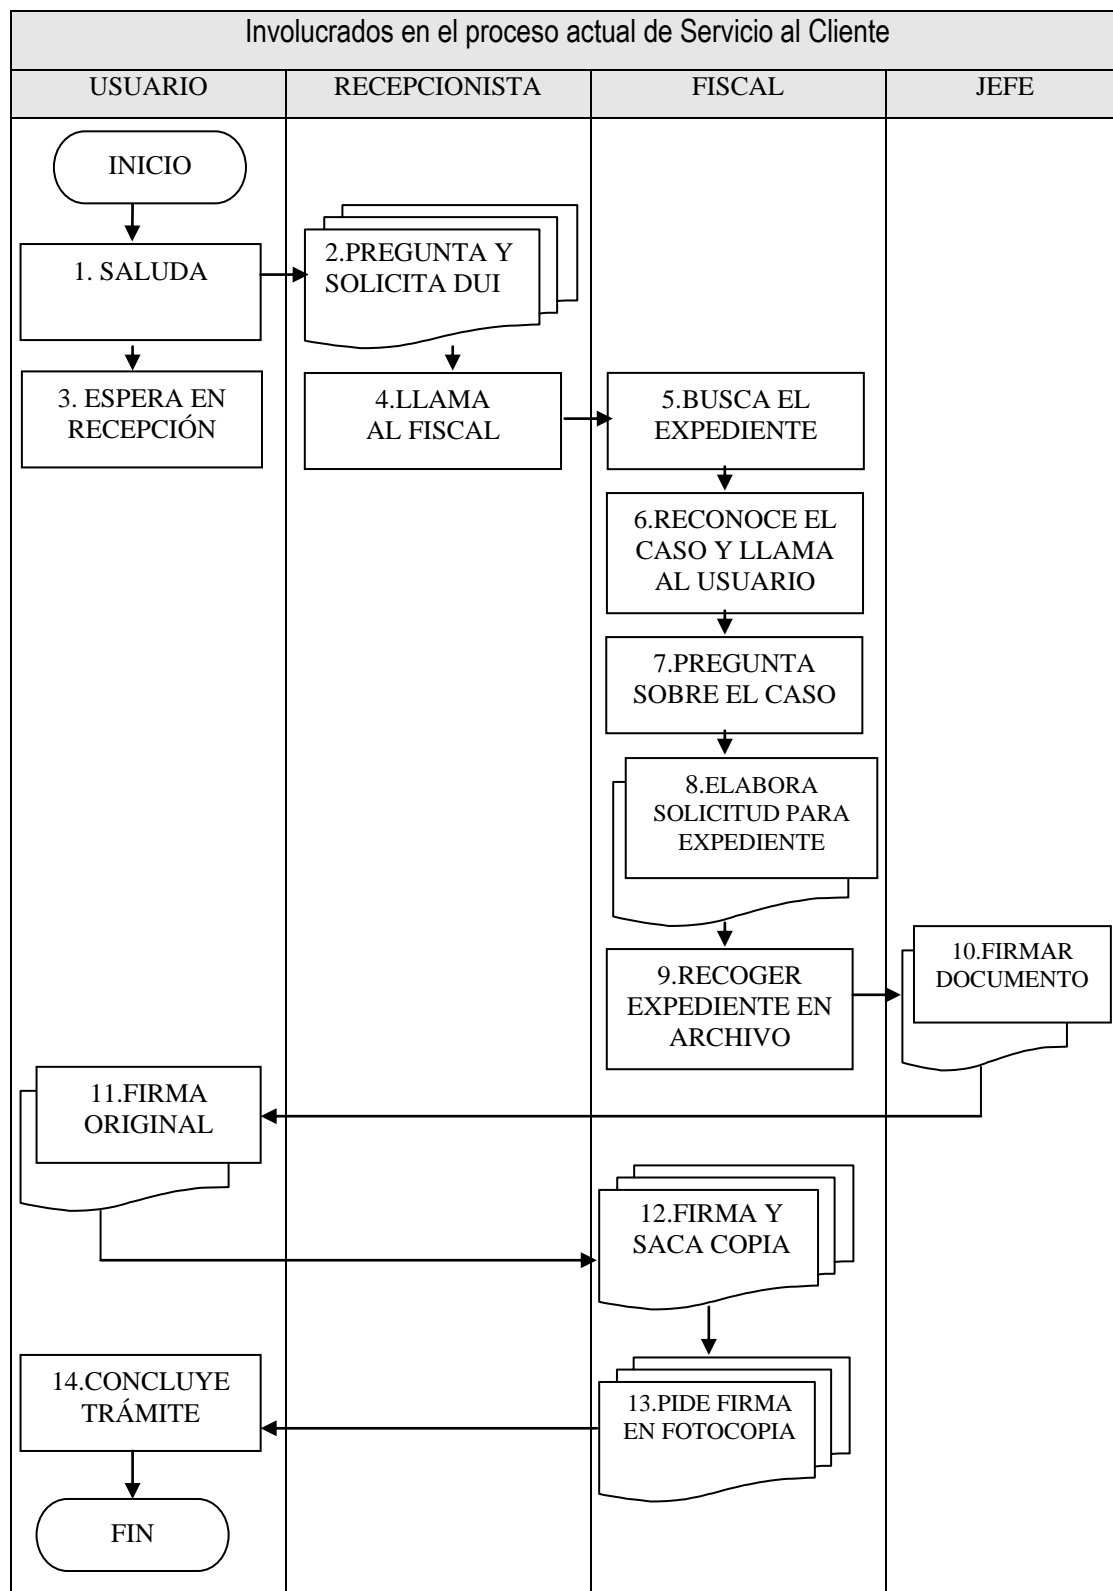 Involucrados en el proceso actual de Servicio al Cliente
USUARIO
RECEPCIONISTA
FISCAL
JEFE
INICIO
1. SALUDA
2.PREGUNTA Y
SOLICITA DUI
3. ESPERA EN
RECEPCIÓN
4.LLAMA
AL FISCAL
5.BUSCA EL
EXPEDIENTE
6.RECONOCE EL
CASO Y LLAMA
AL USUARIO
7.PREGUNTA
SOBRE EL CASO
8.ELABORA
SOLICITUD PARA
EXPEDIENTE
9.RECOGER
EXPEDIENTE EN
ARCHIVO
10.FIRMAR
DOCUMENTO
11.FIRMA
ORIGINAL
12.FIRMA Y
SACA COPIA
13.PIDE FIRMA
EN FOTOCOPIA
14.CONCLUYE
TRÁMITE
FIN